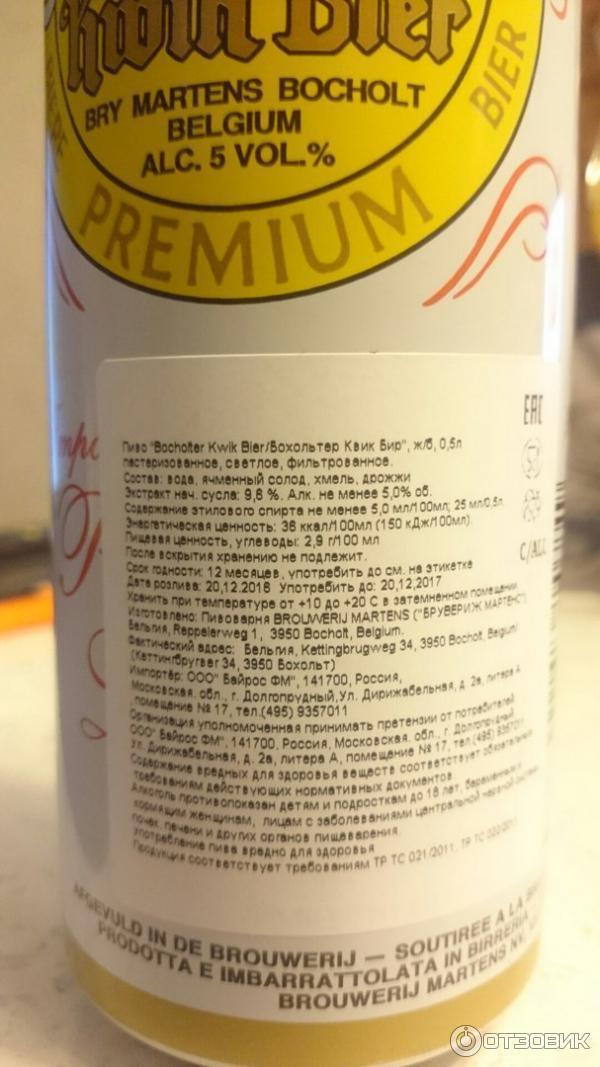 Kwik Bier
BRY MARTENS BOCHOLT
BELGIUM
ALC. 5 VOL.%
BIER
PREMIUM
EAC
C/ALL
Пиво "Bocholter Kwik Bier/Бохольтер Квик Бир", ж/б, 0,5л
пастеризованное, светлое, фильтрованное.
Состав: вода, ячменный солод, хмель, дрожжи
Экстракт нач. сусла: 9,6 %. Алк. не менее 5,0% об.
Содержание этилового спирта не менее 5,0 мл/100мл; 25 мл/0,5л
Энергетическая ценность: 36 ккал/100мл (150 кДж/100мл).
Пищевая ценность, углеводы: 2,9 г/100 мл
После вскрытия хранению не подлежит.
Срок годности: 12 месяцев, употребить до см. на этикетке
Дата розлива: 20,12.2016 Употребить до: 20,12,2017
Хранить при температуре от +10 до +20 С в затемненном помещении
Изготовлено: Пивоварня BROUWERIJ MARTENS ("БРУВЕРИЖ МАРТЕНС")
Бельгия, Reppelerweg 1, 3950 Bocholt, Belgium.
Фактический адрес: Бельгия, Kettingbrugweg 34, 3950 Bocholt, Belgium/
(Кеттингбругвег 34, 3950 Бохольт)
Импортёр: ООО" Байрос ФМ", 141700, Россия,
Московская. обл., г. Долгопрудный,Ул. Дирижабельная, д. 2в, литера А
, помещение № 17, тел.(495) 9357011
Организация уполномоченная принимать претензии от потребителей
ООО" Байрос ФМ", 141700, Россия, Московская. обл., г. Долгопрудный,
Ул. Дирижабельная, д. 2в, литера А, помещение № 17, тел.(495) 9357011
Содержание вредных для здоровья веществ соответствует обязательным
требованиям действующих нормативных документов.
Алкоголь противопоказан детям и подросткам до 18 лет, беременным и
кормящим женщинам, лицам с заболеваниями центральной нервной системы,
почек, печени и других органов пищеварения.
Употребление пива вредно для здоровья
Продукция соответствует требованиям ТР ТС 021/2011, ТР ТС 022/2011
AFGEVULD IN DE BROUWERIJ — SOUTIREE A LA
PRODOTTA E IMBARRATTOLATA IN BIRRERIA
BROUWERIJ MARTENS NV.
ОТЗОВИК